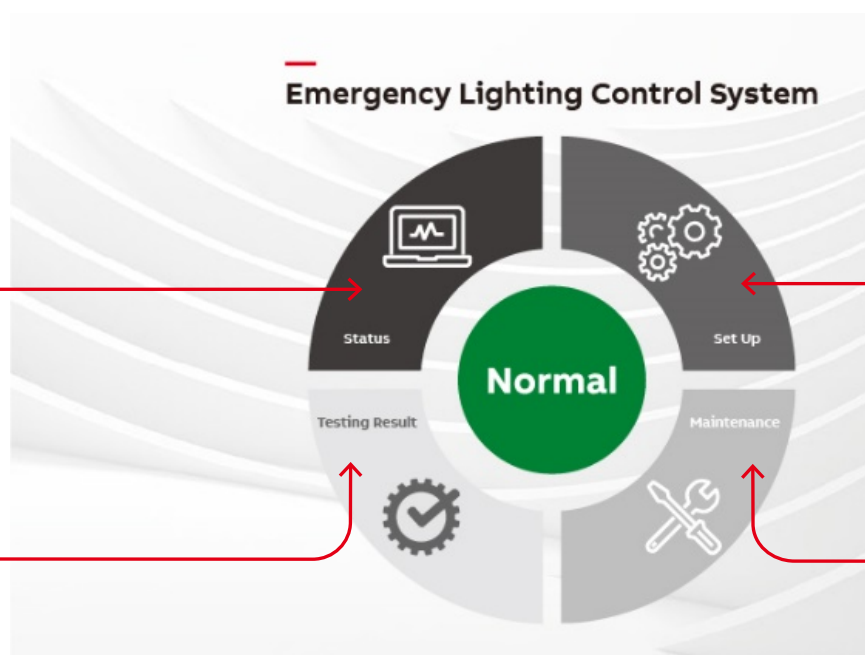 Emergency Lighting Control System
Status
Set Up
Normal
Testing Result
Maintenance